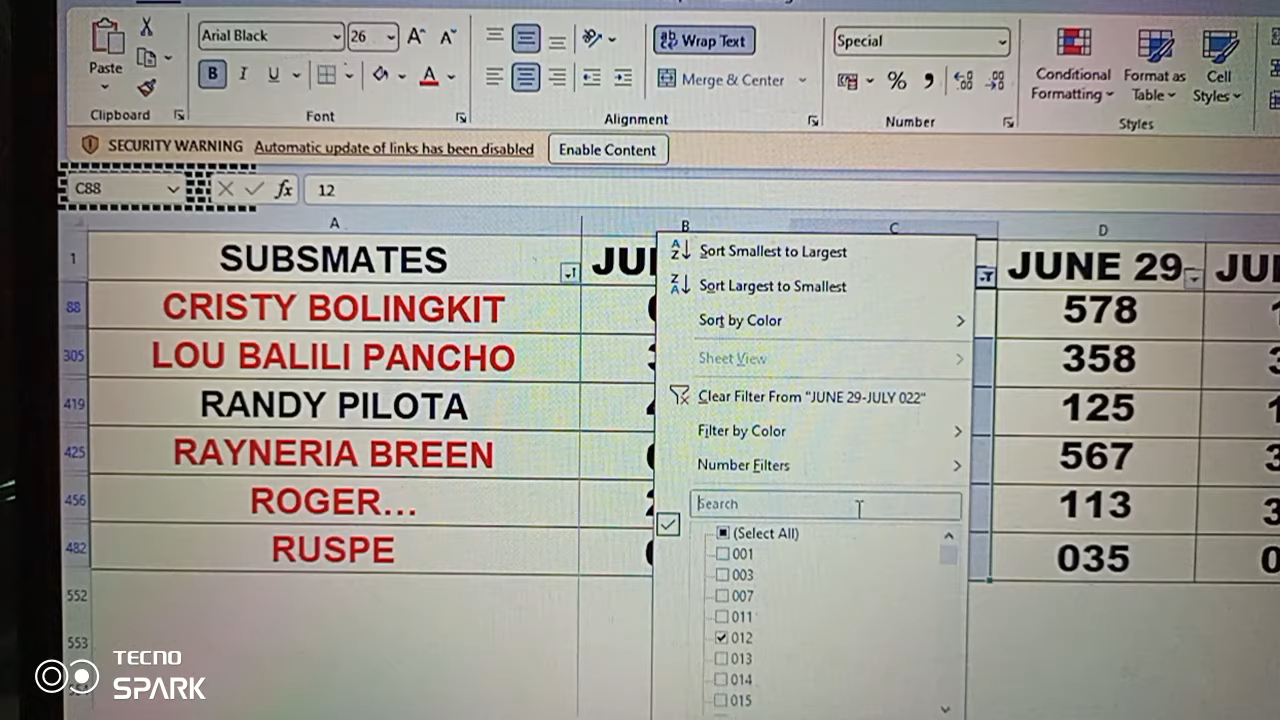 Arial Black
26
Wrap Text
Special
Paste
B I U
Merge & Center
Conditional Formatting
Format as Table
Cell Styles
Clipboard
Font
Alignment
Number
Styles
SECURITY WARNING Automatic update of links has been disabled
Enable Content
C88
fx
12
A
B
C
D
1
SUBSMATES
JUNE 29
88
CRISTY BOLINGKIT
578
305
LOU BALILI PANCHO
358
419
RANDY PILOTA
125
425
RAYNERIA BREEN
567
456
ROGER...
113
482
RUSPE
035
552
553
Sort Smallest to Largest
Sort Largest to Smallest
Sort by Color
Sheet View
Clear Filter From "JUNE 29-JULY 022"
Filter by Color
Number Filters
Search
(Select All)
001
003
007
011
012
013
014
015
TECNO
SPARK